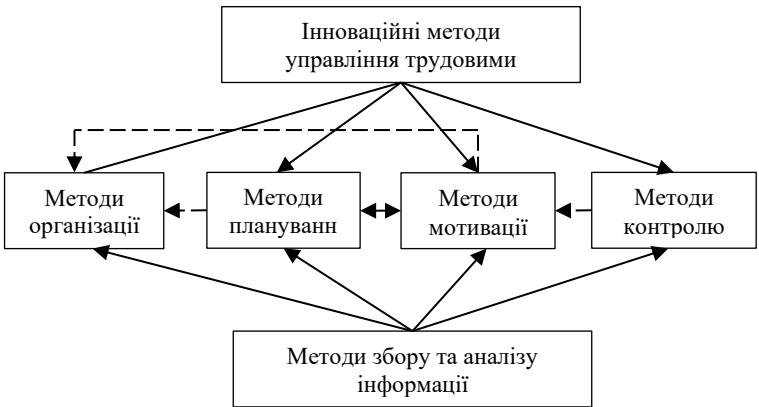 Інноваційні методи
управління трудовими
Методи
організації
Методи
плануванн
Методи
мотивації
Методи
контролю
Методи збору та аналізу
інформації